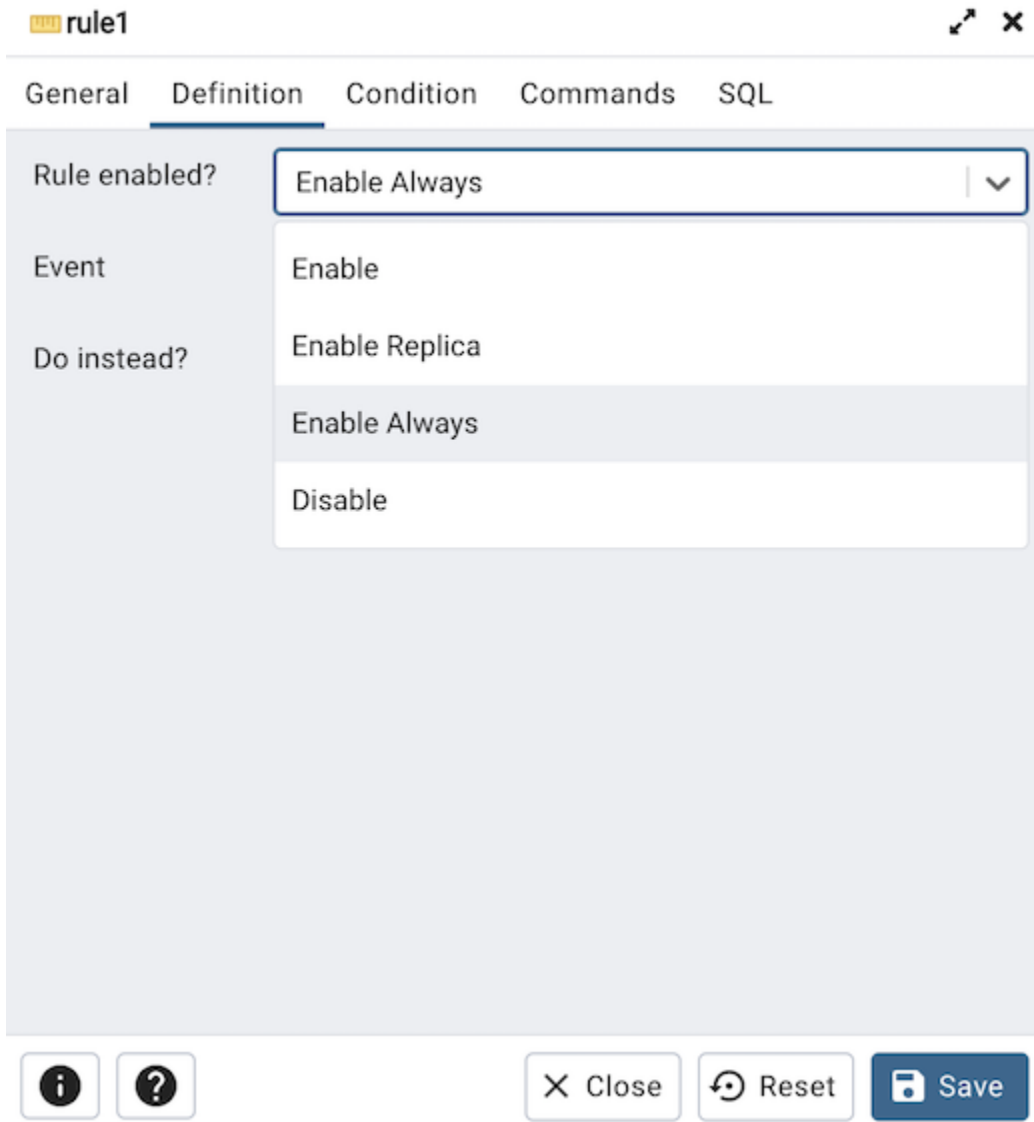 rule1
General Definition Condition Commands SQL
Rule enabled? Enable Always
Event Enable
Enable Replica
Do instead?
Enable Always
Disable
Close Reset Save